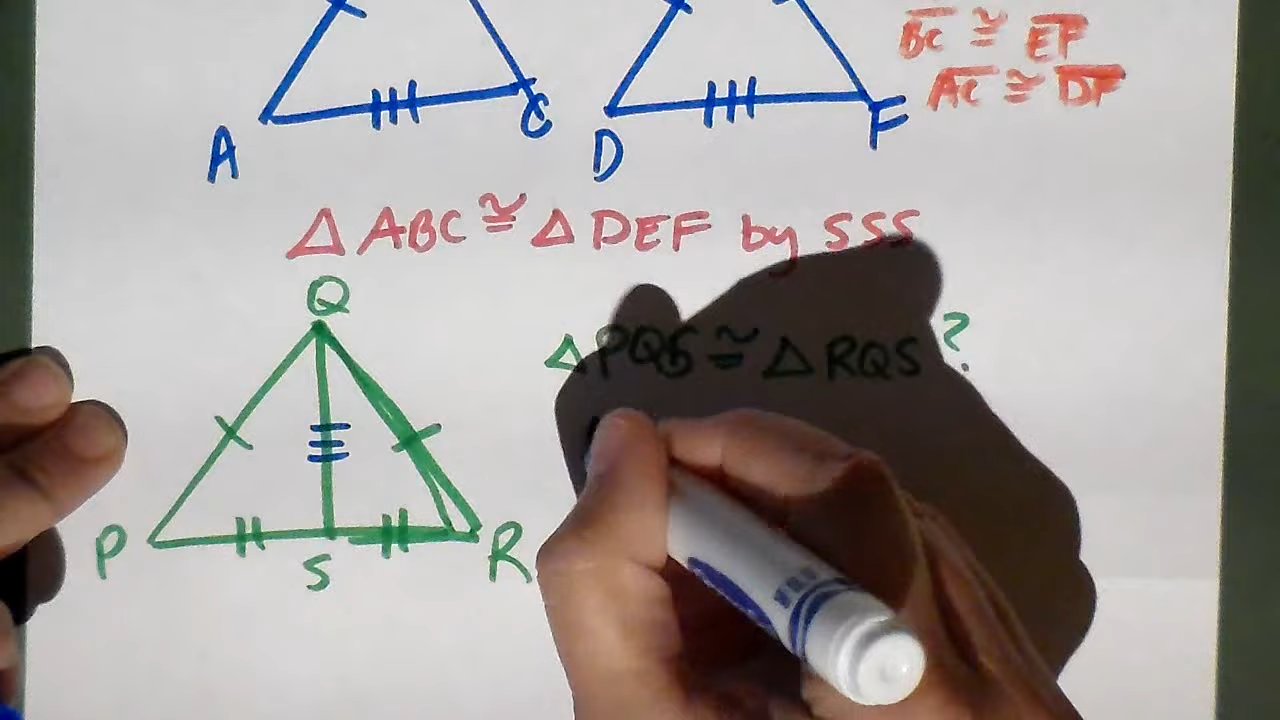 BC ≅ EF
AC ≅ DF
A C D F
△ ABC ≅ △ DEF by SSS
Q
△ PQS ≅ △ RQS ?
P S R